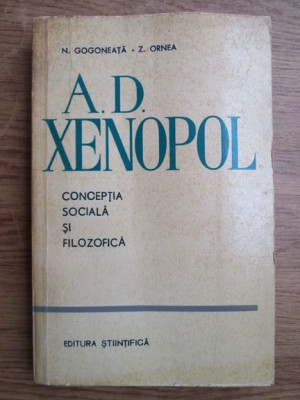 N. GOGONEAȚĂ • Z. ORNEA
A. D.
XENOPOL
CONCEPȚIA
SOCIALĂ
ȘI
FILOZOFICĂ
EDITURA ȘTIINȚIFICĂ